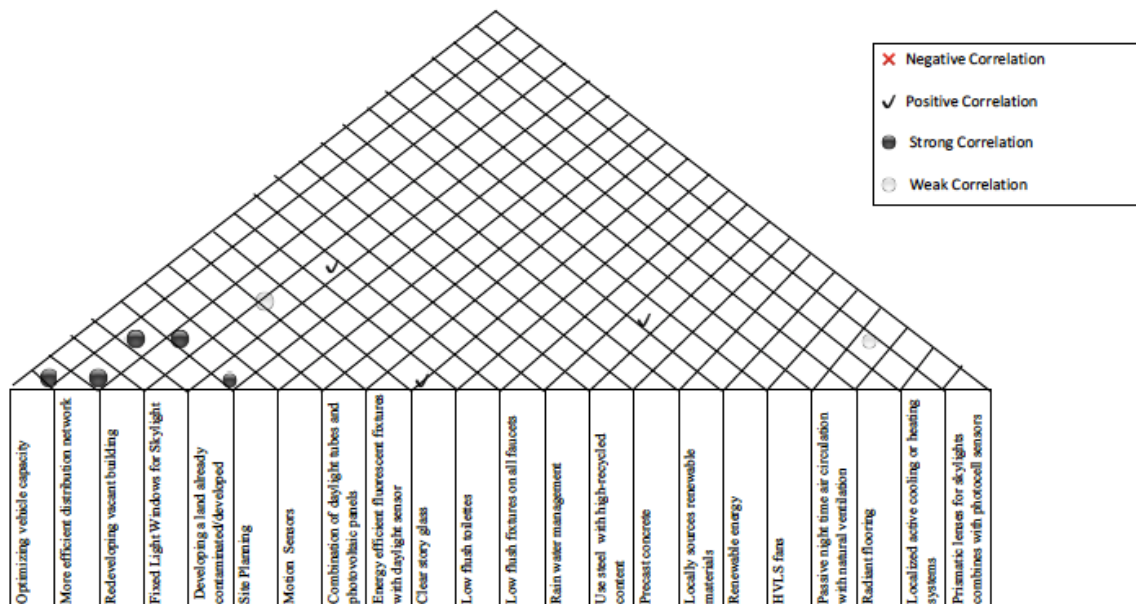 Negative Correlation
Positive Correlation
Strong Correlation
Weak Correlation
Optimizing vehicle capacity
More efficient distribution network
Redeveloping vacant building
Fixed Light Windows for Skylight
Developing a land already
contaminated/developed
Site Planning
Motion Sensors
Combination of daylight tubes and
photovoltaic panels
Energy efficient fluorescent fixtures
with daylight sensor
Clear story glass
Low flush toilettes
Low flush fixtures on all faucets
Rain water management
Use steel with high-recycled
content
Precast concrete
Locally sources renewable
materials
Renewable energy
HVLS fans
Passive night time air circulation
with natural ventilation
Radiant flooring
Localized active cooling or heating
systems
Prismatic lenses for skylights
combines with photocell sensors